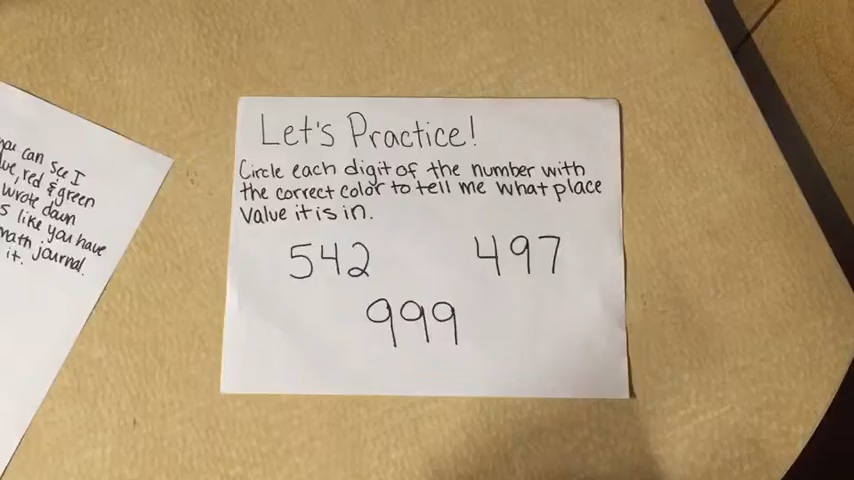 you can see I
red & green
wrote down
like you have
math journal.
it.
Let's Practice!
Circle each digit of the number with
the correct color to tell me what place
value it is in.
542 497
999